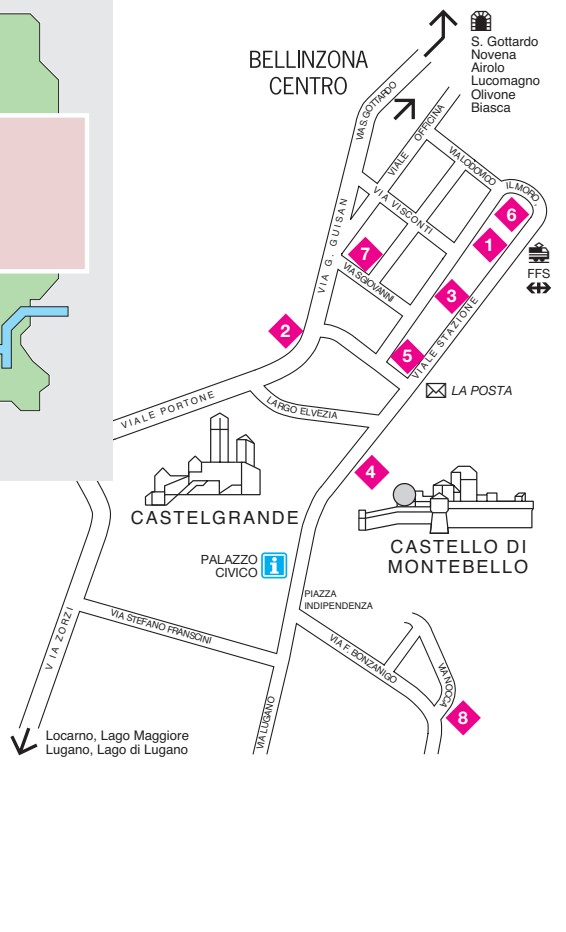 S. Gottardo
Novena
Airolo
Lucomagno
Olivone
Biasca
BELLINZONA
CENTRO
VIA S. GOTTARDO
VIALE OFFICINA
VIA LODOVICO IL MORO,
VIA VISCONTI
VIA G. GUISAN
VIA S. GIOVANNI
6
1
7
3
2
5
FFS
VIALE STAZIONE
LA POSTA
VIALE PORTONE
LARGO ELVEZIA
4
CASTELGRANDE
CASTELLO DI
MONTEBELLO
PALAZZO
CIVICO
i
PIAZZA
INDIPENDENZA
VIA ZORZI
VIA STEFANO FRANSCINI
VIA F. BONZANIGO
VIA NOCCA
VIA LUGANO
8
Locarno, Lago Maggiore
Lugano, Lago di Lugano